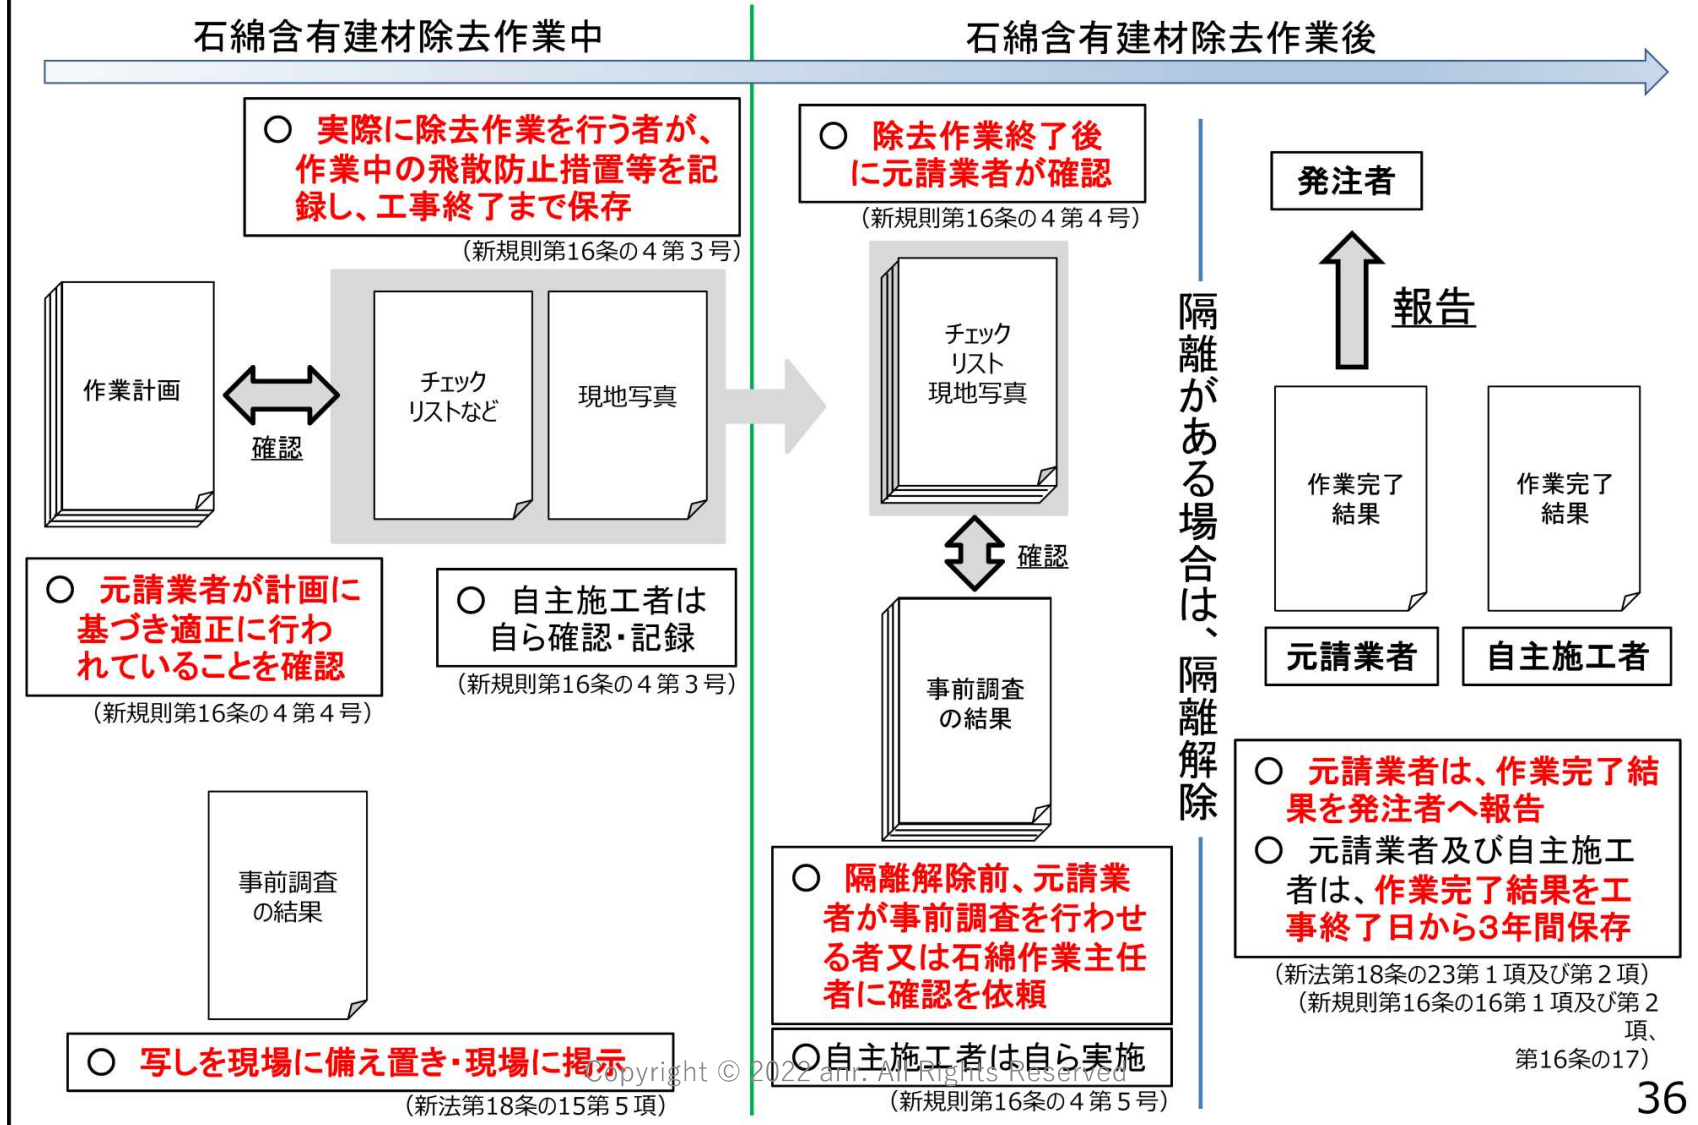 石綿含有建材除去作業中
石綿含有建材除去作業後
○ 実際に除去作業を行う者が、
作業中の飛散防止措置等を記
録し、工事終了まで保存
（新規則第16条の４第３号）
作業計画
確認
チェック
リストなど
現地写真
○ 元請業者が計画に
基づき適正に行わ
れていることを確認
（新規則第16条の４第４号）
○ 自主施工者は
自ら確認・記録
（新規則第16条の４第３号）
事前調査
の結果
○ 写しを現場に備え置き・現場に掲示
（新法第18条の15第５項）
○ 除去作業終了後
に元請業者が確認
（新規則第16条の４第４号）
チェック
リスト
現地写真
確認
事前調査
の結果
○ 隔離解除前、元請業
者が事前調査を行わせ
る者又は石綿作業主任
者に確認を依頼
○自主施工者は自ら実施
（新規則第16条の４第５号）
隔離がある場合は、隔離解除
発注者
報告
作業完了
結果
作業完了
結果
元請業者
自主施工者
○ 元請業者は、作業完了結
果を発注者へ報告
○ 元請業者及び自主施工
者は、作業完了結果を工
事終了日から3年間保存
（新法第18条の23第１項及び第２項）
（新規則第16条の16第１項及び第２
項、
第16条の17）
Copyright © 2022 anr. All Rights Reserved
36